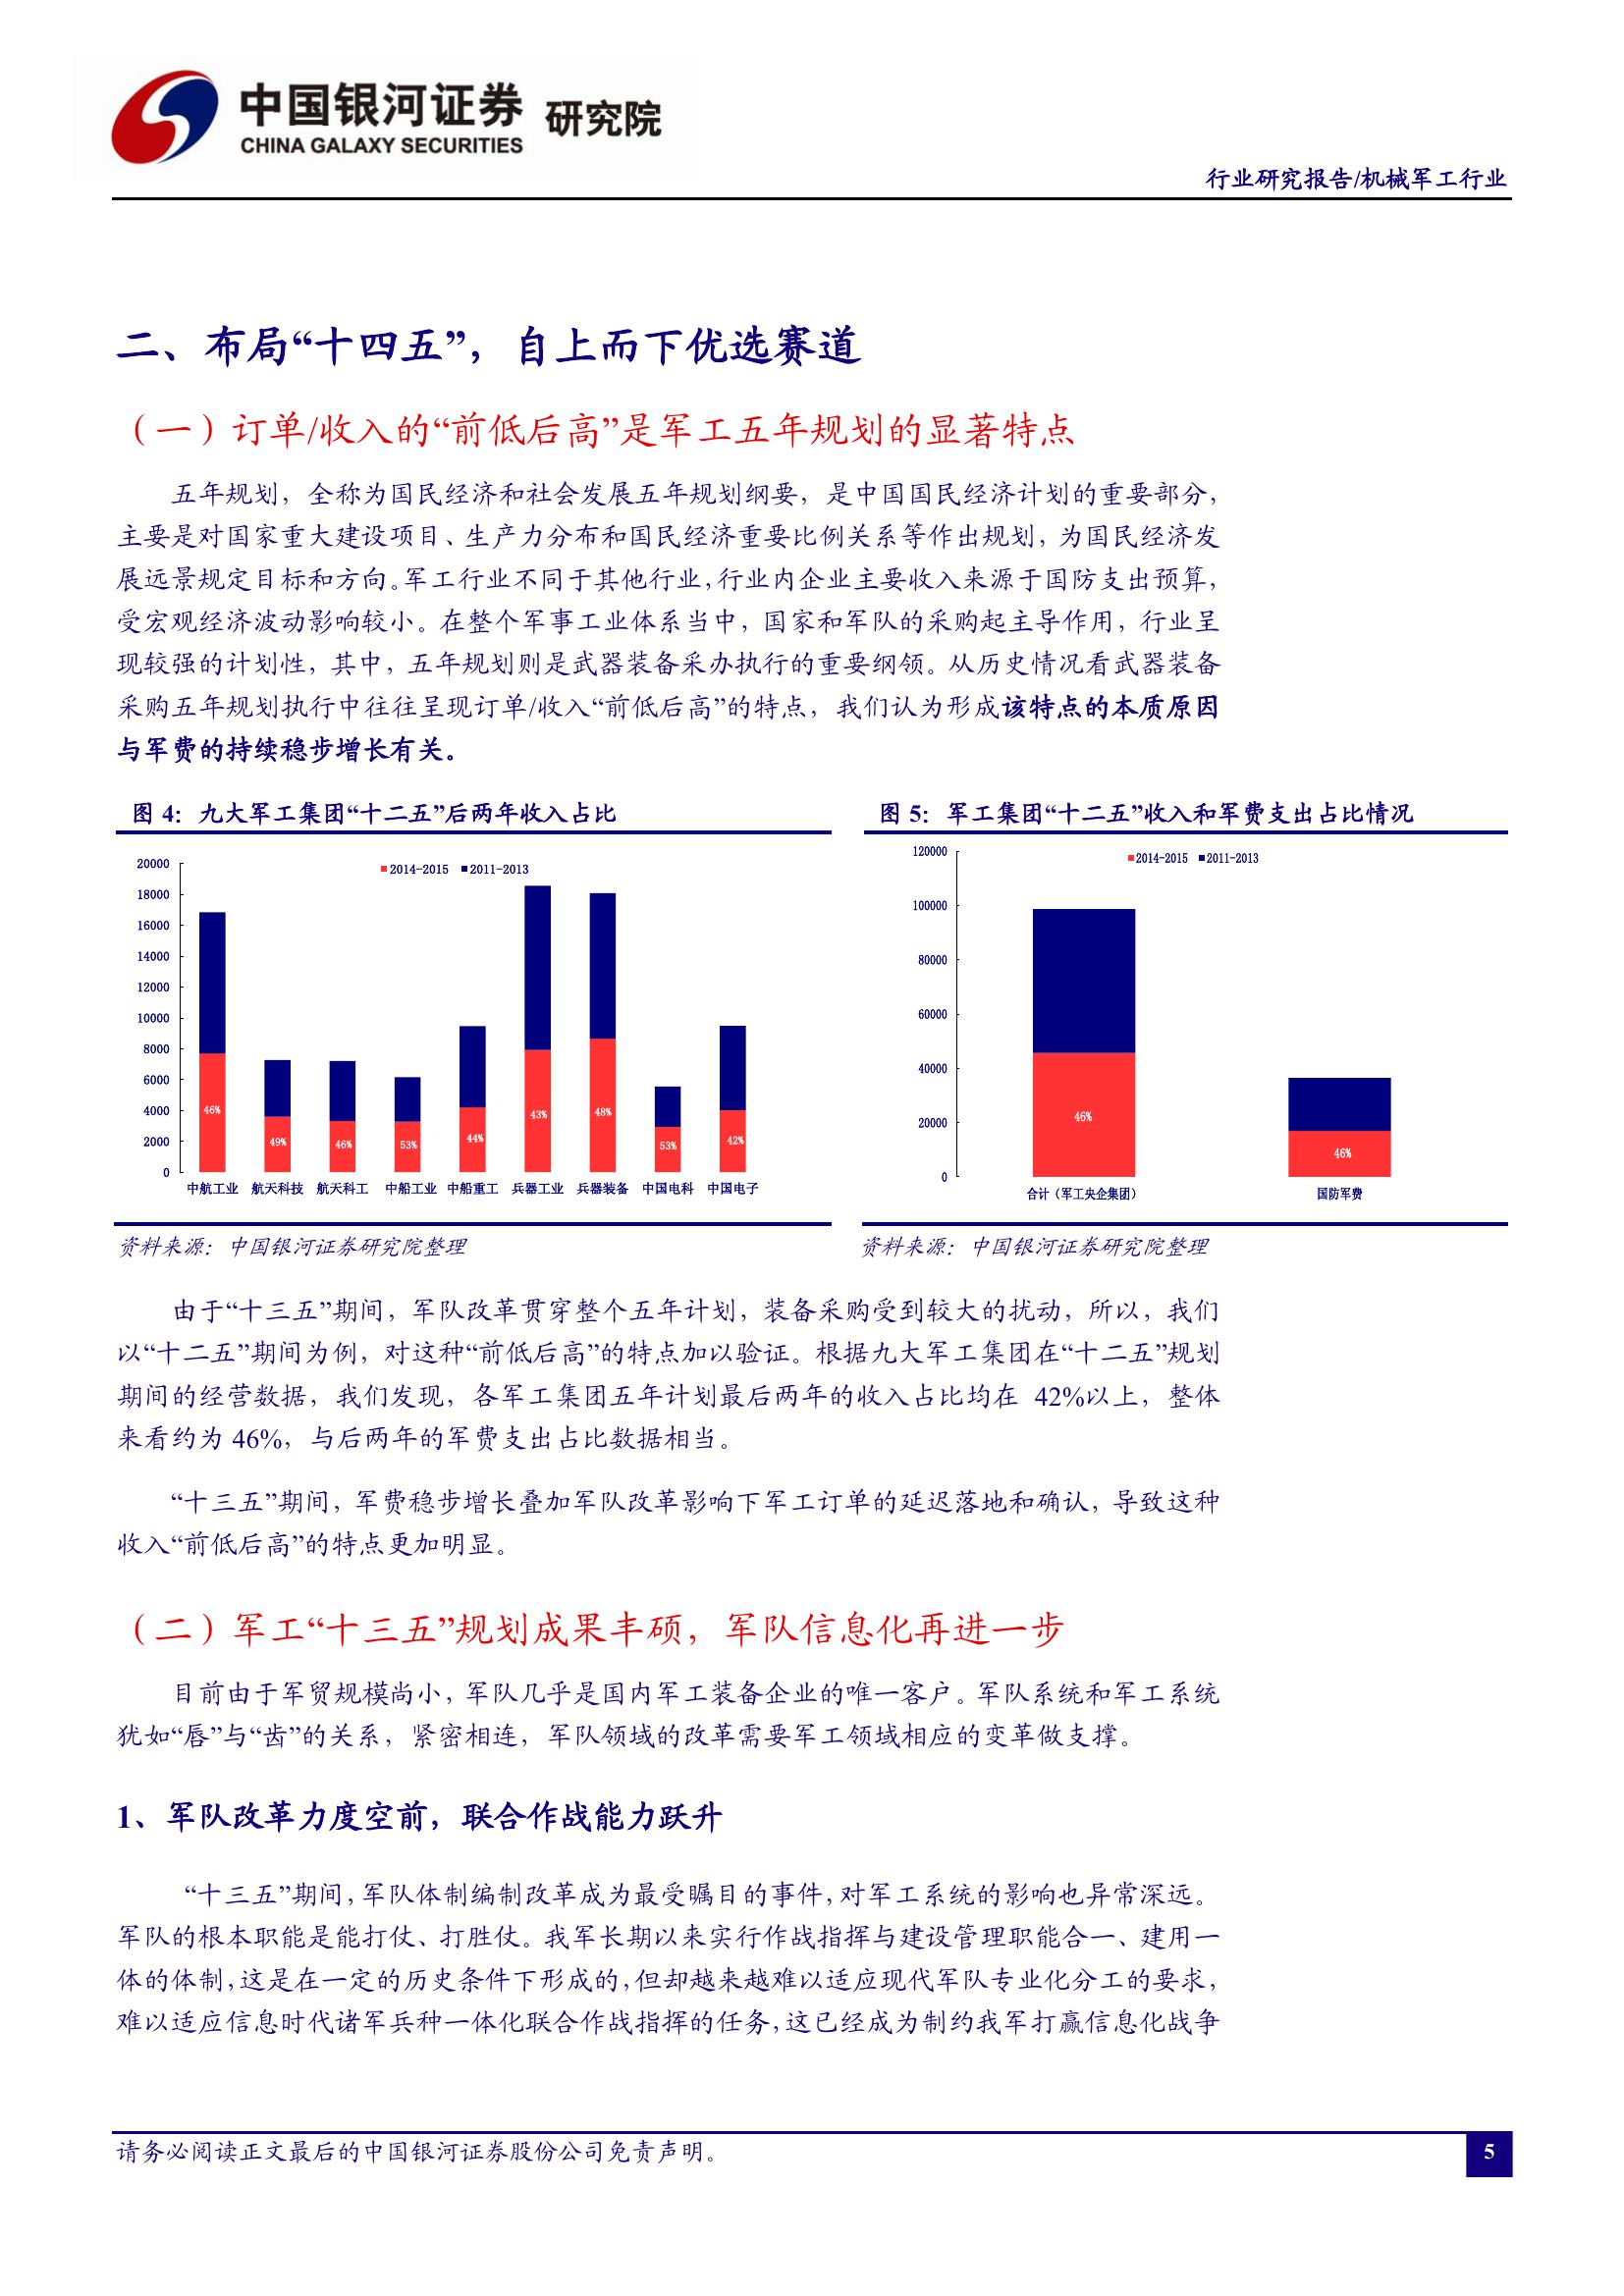 中国银河证券 研究院
CHINA GALAXY SECURITIES
行业研究报告/机械军工行业
二、布局“十四五”，自上而下优选赛道
（一）订单/收入的“前低后高”是军工五年规划的显著特点
五年规划，全称为国民经济和社会发展五年规划纲要，是中国国民经济计划的重要部分，
主要是对国家重大建设项目、生产力分布和国民经济重要比例关系等作出规划，为国民经济发
展远景规定目标和方向。军工行业不同于其他行业，行业内企业主要收入来源于国防支出预算，
受宏观经济波动影响较小。在整个军事工业体系当中，国家和军队的采购起主导作用，行业呈
现较强的计划性，其中，五年规划则是武器装备采办执行的重要纲领。从历史情况看武器装备
采购五年规划执行中往往呈现订单/收入“前低后高”的特点，我们认为形成该特点的本质原因
与军费的持续稳步增长有关。
图 4：九大军工集团“十二五”后两年收入占比
2014-2015 2011-2013
20000
18000
16000
14000
12000
10000
8000
6000
4000
2000
0
46% 49% 46% 53% 44% 43% 48% 53% 42%
中航工业 航天科技 航天科工 中船工业 中船重工 兵器工业 兵器装备 中国电科 中国电子
资料来源：中国银河证券研究院整理
图 5：军工集团“十二五”收入和军费支出占比情况
2014-2015 2011-2013
120000
100000
80000
60000
40000
20000
0
46% 46%
合计（军工央企集团） 国防军费
资料来源：中国银河证券研究院整理
由于“十三五”期间，军队改革贯穿整个五年计划，装备采购受到较大的扰动，所以，我们
以“十二五”期间为例，对这种“前低后高”的特点加以验证。根据九大军工集团在“十二五”规划
期间的经营数据，我们发现，各军工集团五年计划最后两年的收入占比均在 42%以上，整体
来看约为 46%，与后两年的军费支出占比数据相当。
“十三五”期间，军费稳步增长叠加军队改革影响下军工订单的延迟落地和确认，导致这种
收入“前低后高”的特点更加明显。
（二）军工“十三五”规划成果丰硕，军队信息化再进一步
目前由于军贸规模尚小，军队几乎是国内军工装备企业的唯一客户。军队系统和军工系统
犹如“唇”与“齿”的关系，紧密相连，军队领域的改革需要军工领域相应的变革做支撑。
1、军队改革力度空前，联合作战能力跃升
“十三五”期间，军队体制编制改革成为最受瞩目的事件，对军工系统的影响也异常深远。
军队的根本职能是能打仗、打胜仗。我军长期以来实行作战指挥与建设管理职能合一、建用一
体的体制，这是在一定的历史条件下形成的，但却越来越难以适应现代军队专业化分工的要求，
难以适应信息时代诸军兵种一体化联合作战指挥的任务，这已经成为制约我军打赢信息化战争
请务必阅读正文最后的中国银河证券股份公司免责声明。
5